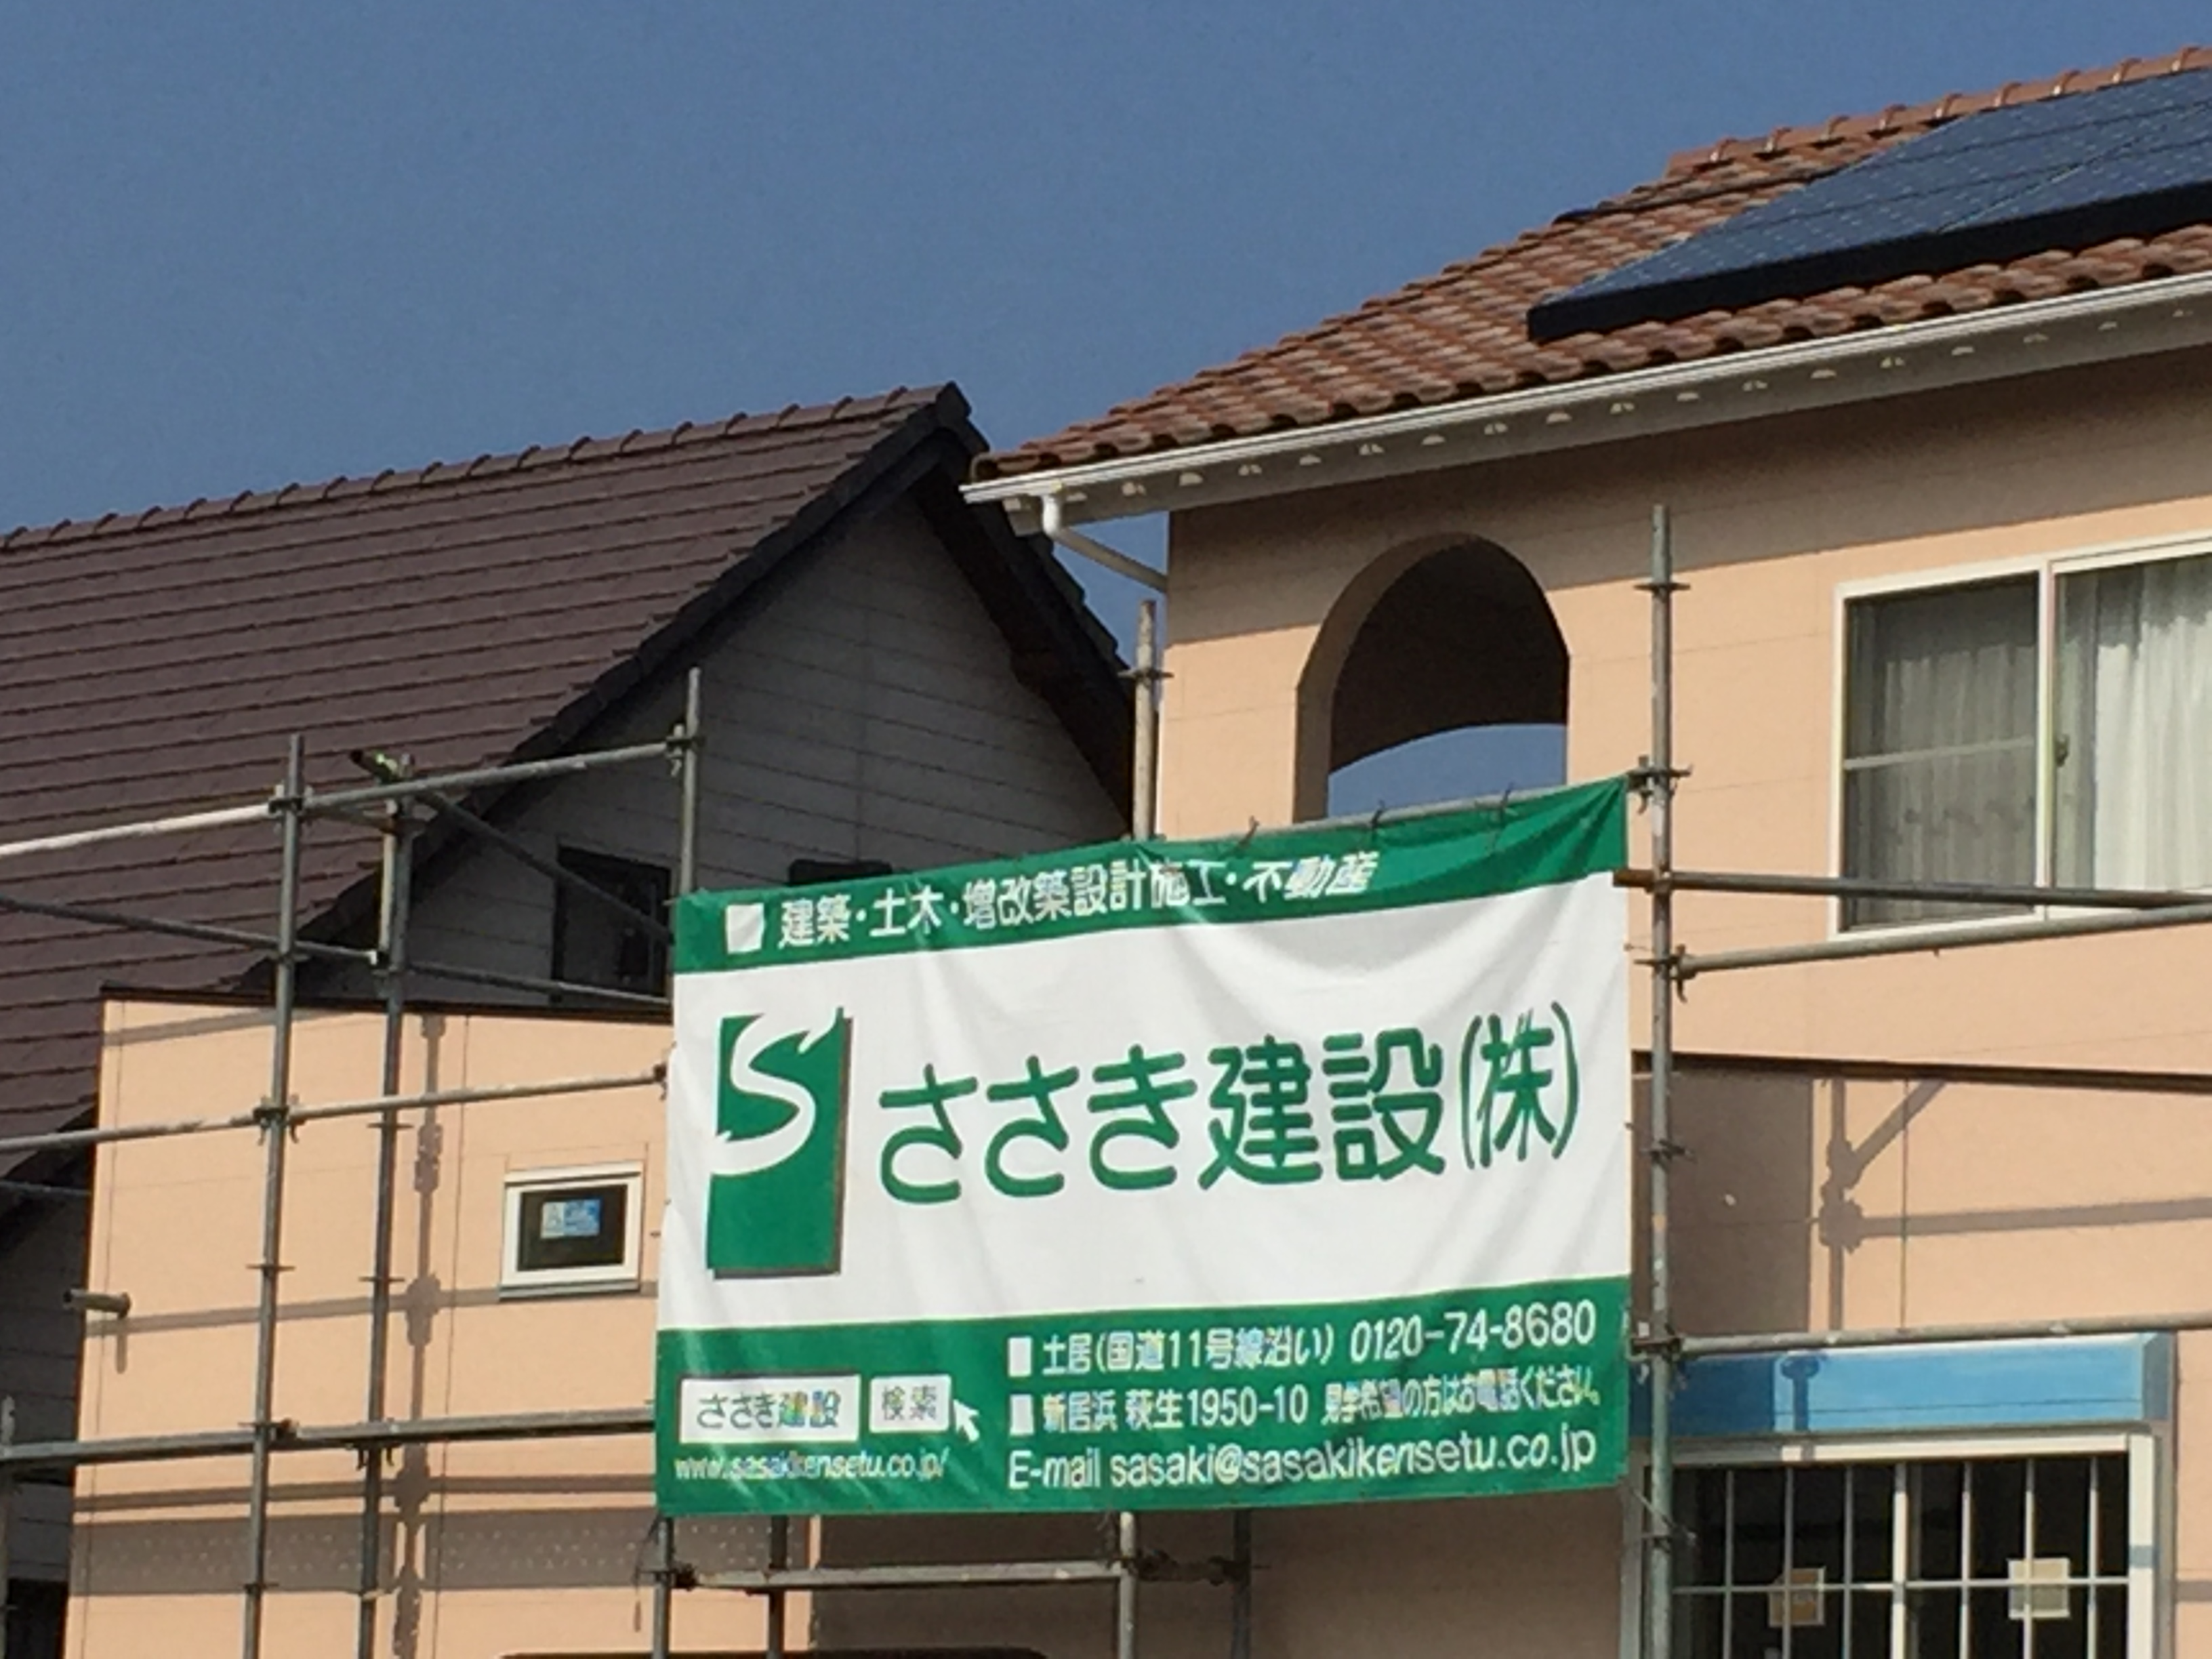 ■ 建築・土木・増改築設計施工・不動産
S ささき建設(株)
■ 土居(国道11号線沿い) 0120-74-8680
■ 新居浜 萩生1950-10 見学希望の方はお電話ください。
E-mail sasaki@sasakikensetu.co.jp
ささき建設 検索
www.sasakikensetu.co.jp/